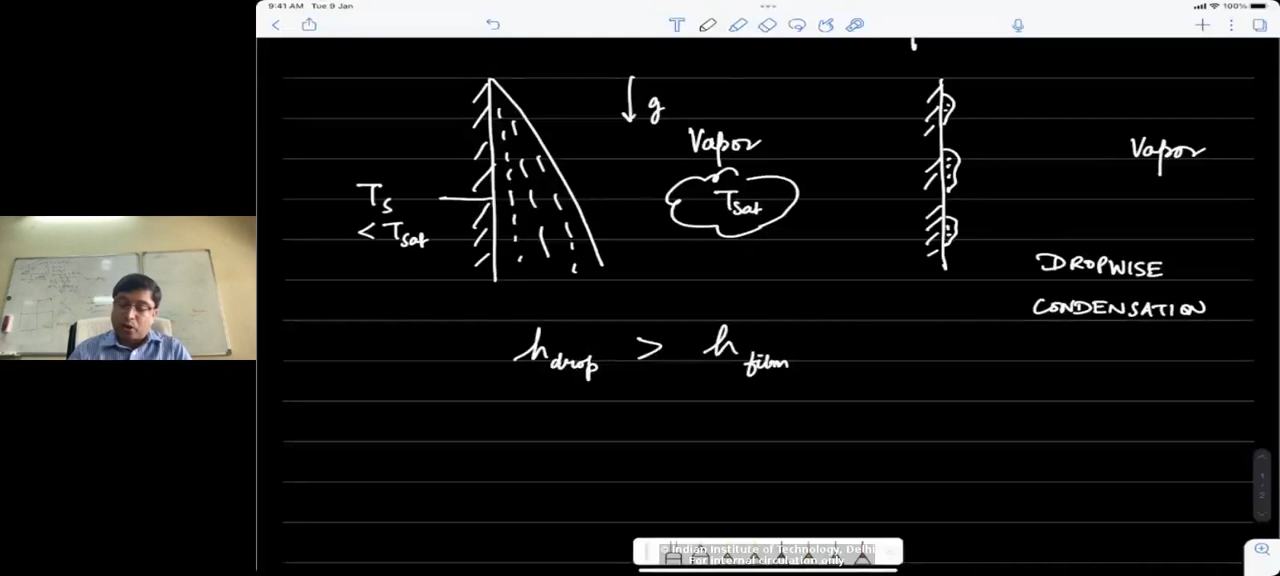 9:41 AM Tue 9 Jan
100%
T
g
Vapor
Tsat
Ts
< Tsat
Vapor
DROPWISE
CONDENSATION
hdrop > hfilm
© Indian Institute of Technology, Delhi
For internal circulation only